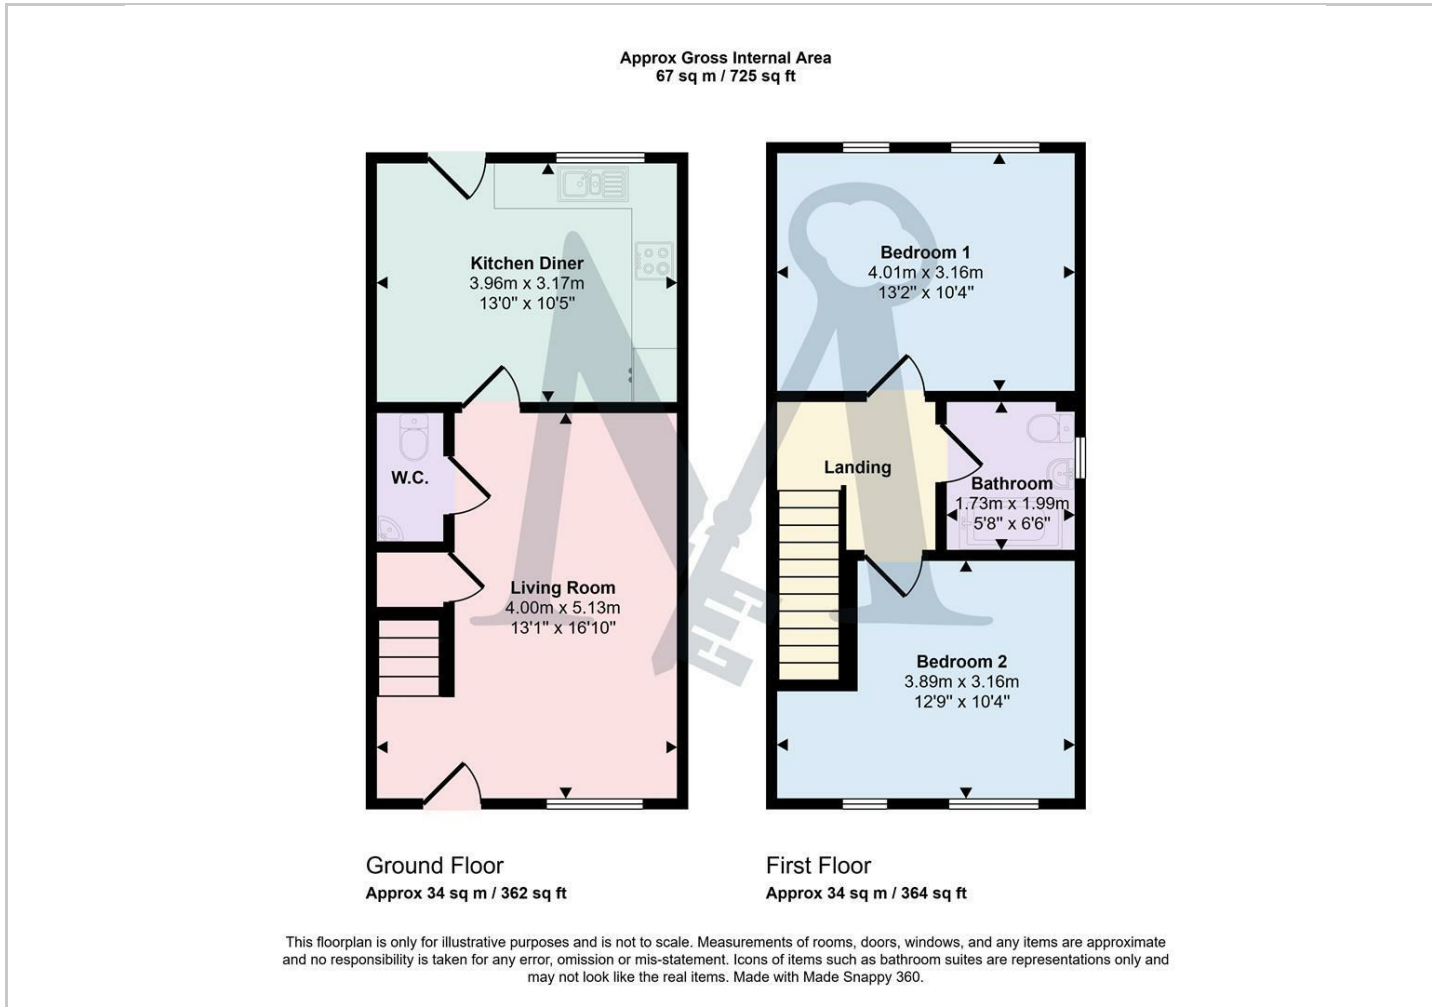 Approx Gross Internal Area
67 sq m / 725 sq ft
Kitchen Diner
3.96m x 3.17m
13'0" x 10'5"
W.C.
Living Room
4.00m x 5.13m
13'1" x 16'10"
Bedroom 1
4.01m x 3.16m
13'2" x 10'4"
Landing
Bathroom
1.73m x 1.99m
5'8" x 6'6"
Bedroom 2
3.89m x 3.16m
12'9" x 10'4"
Ground Floor
Approx 34 sq m / 362 sq ft
First Floor
Approx 34 sq m / 364 sq ft
This floorplan is only for illustrative purposes and is not to scale. Measurements of rooms, doors, windows, and any items are approximate
and no responsibility is taken for any error, omission or mis-statement. Icons of items such as bathroom suites are representations only and
may not look like the real items. Made with Made Snappy 360.